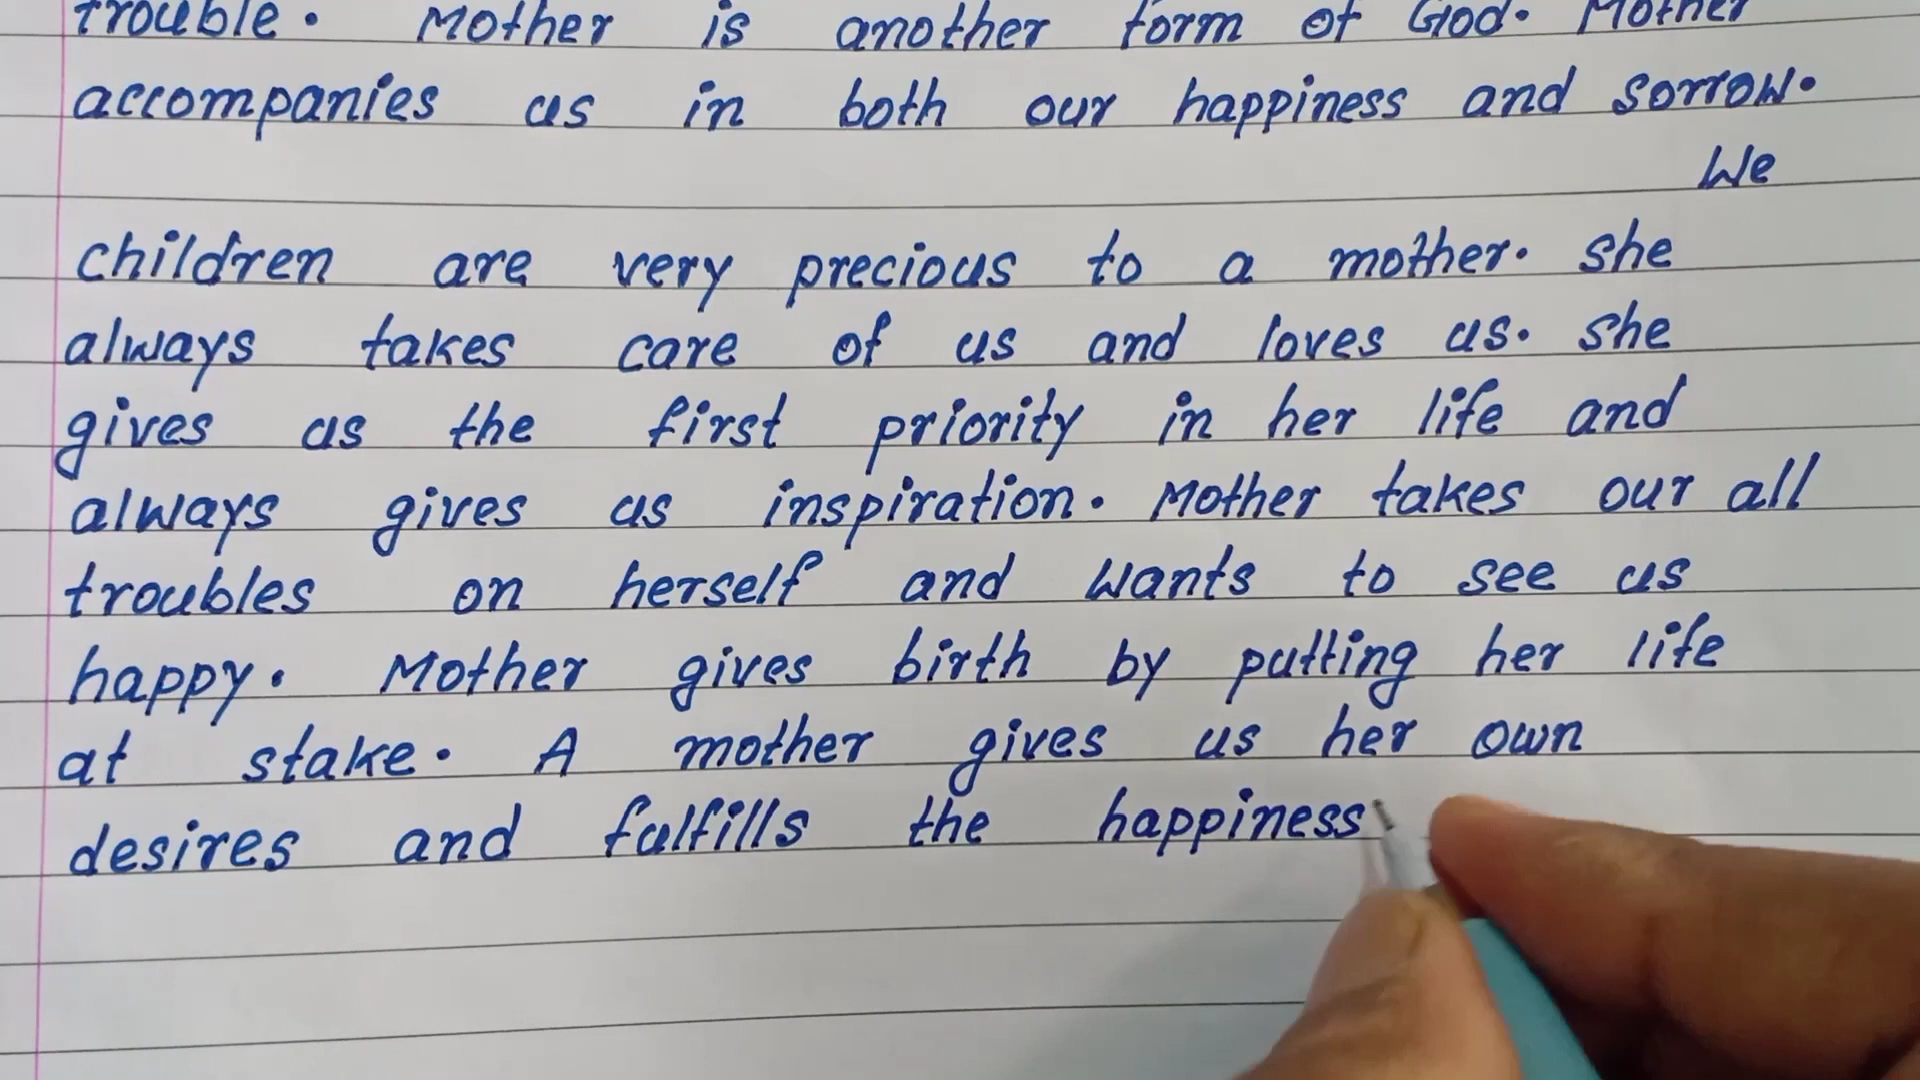 trouble. Mother is another form of God. Mother
accompanies us in both our happiness and sorrow.
We
children are very precious to a mother. she
always takes care of us and loves us. she
gives us the first priority in her life and
always gives us inspiration. Mother takes our all
troubles on herself and wants to see us
happy. Mother gives birth by putting her life
at stake. A mother gives us her own
desires and fulfills the happiness